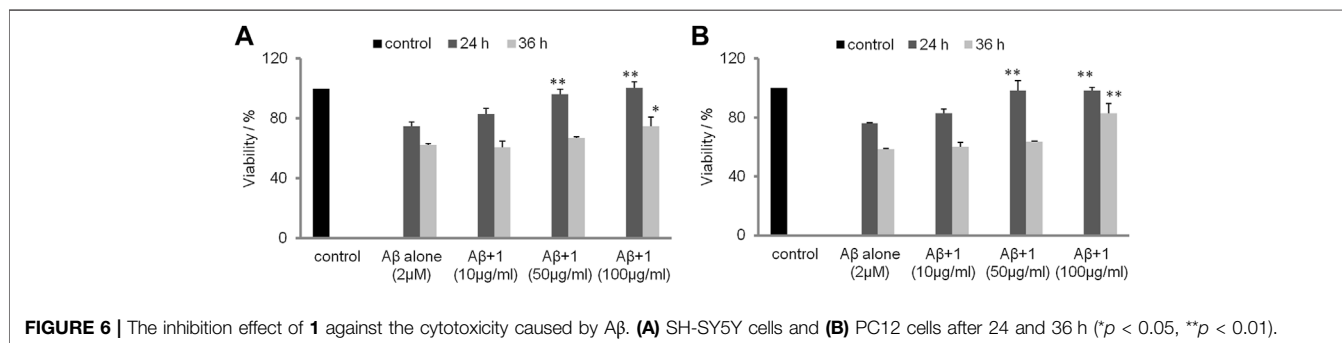 A
■control ■24 h ■36 h
120
80
40
0
Viability / %
**
**
*
control
Aβ alone (2μM)
Aβ+1 (10μg/ml)
Aβ+1 (50μg/ml)
Aβ+1 (100μg/ml)
B
■control ■24 h ■36 h
120
80
40
0
Viability / %
**
**
**
control
Aβ alone (2μM)
Aβ+1 (10μg/ml)
Aβ+1 (50μg/ml)
Aβ+1 (100μg/ml)
FIGURE 6 | The inhibition effect of 1 against the cytotoxicity caused by Aβ. (A) SH-SY5Y cells and (B) PC12 cells after 24 and 36 h (*p < 0.05, **p < 0.01).